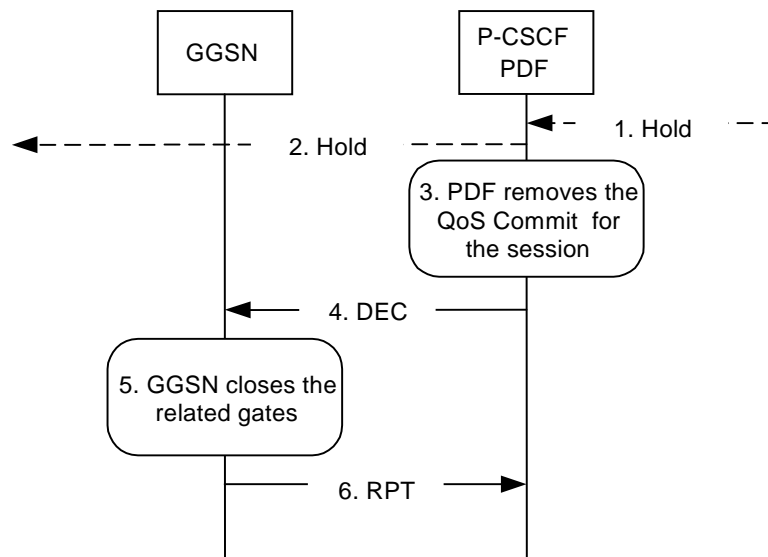 GGSN
P-CSCF
PDF
1. Hold
2. Hold
3. PDF removes the
QoS Commit for
the session
4. DEC
5. GGSN closes the
related gates
6. RPT